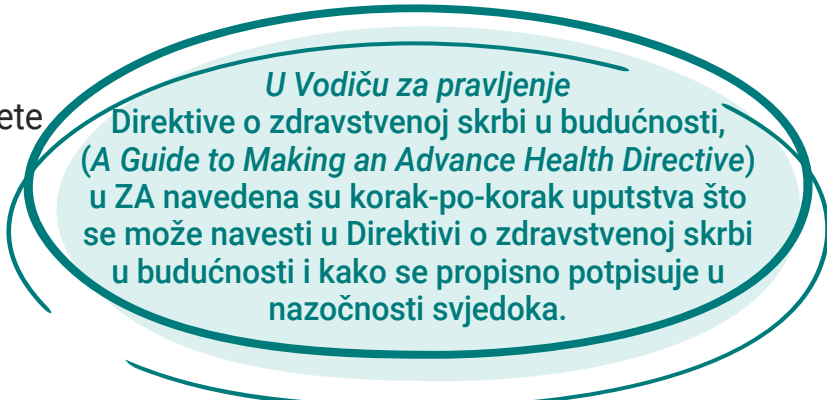 ete
U Vodiču za pravljenje
Direktive o zdravstvenoj skrbi u budućnosti,
(A Guide to Making an Advance Health Directive)
u ZA navedena su korak-po-korak uputstva što
se može navesti u Direktivi o zdravstvenoj skrbi
u budućnosti i kako se propisno potpisuje u
nazočnosti svjedoka.